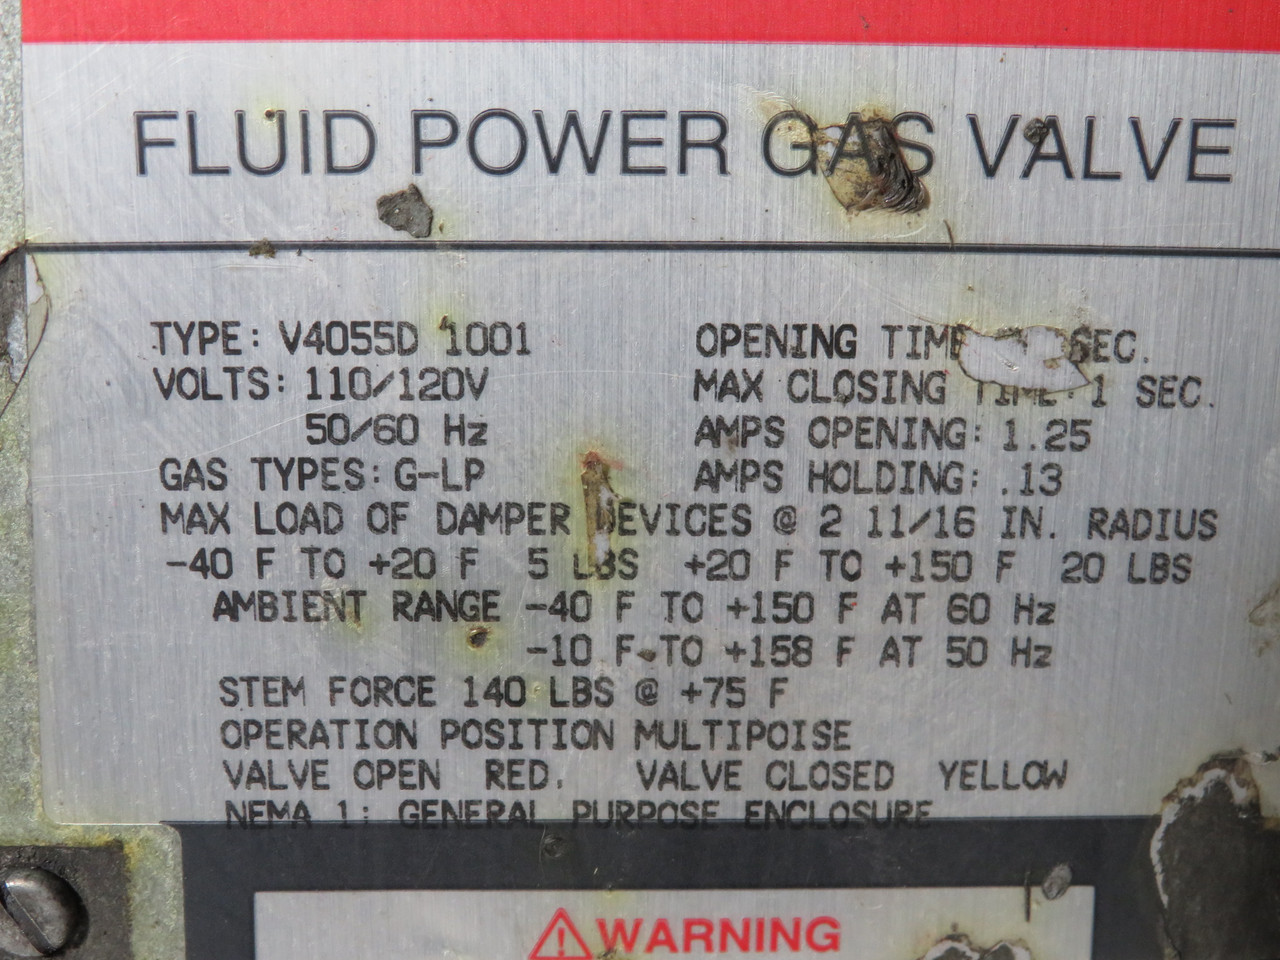 FLUID POWER GAS VALVE
TYPE: V4055D 1001
VOLTS: 110/120V
50/60 Hz
GAS TYPES: G-LP
OPENING TIME SEC.
MAX CLOSING TIME: 1 SEC.
AMPS OPENING: 1.25
AMPS HOLDING: .13
MAX LOAD OF DAMPER DEVICES @ 2 11/16 IN. RADIUS
-40 F TO +20 F 5 LBS +20 F TO +150 F 20 LBS
AMBIENT RANGE -40 F TO +150 F AT 60 Hz
-10 F TO +158 F AT 50 Hz
STEM FORCE 140 LBS @ +75 F
OPERATION POSITION MULTIPOISE
VALVE OPEN RED. VALVE CLOSED YELLOW
NEMA 1: GENERAL PURPOSE ENCLOSURE
WARNING